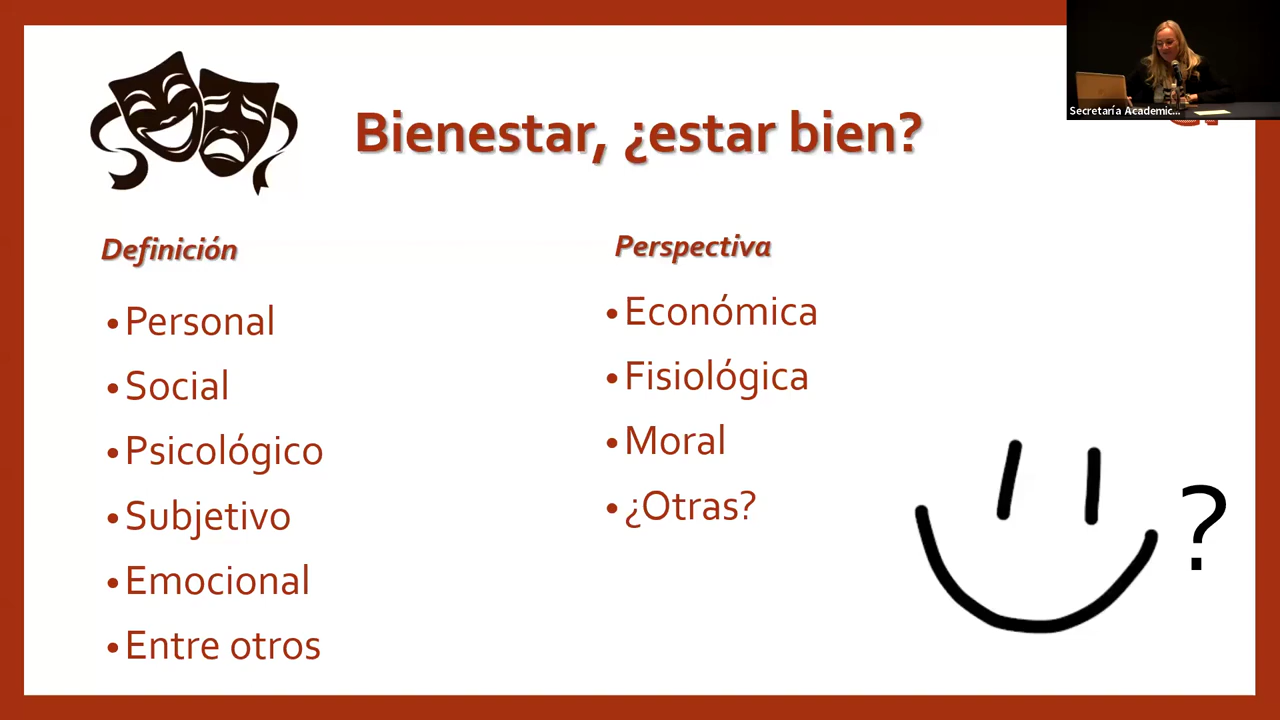 Secretaría Academic...
Bienestar, ¿estar bien?
Definición
• Personal
• Social
• Psicológico
• Subjetivo
• Emocional
• Entre otros
Perspectiva
• Económica
• Fisiológica
• Moral
• ¿Otras?
?